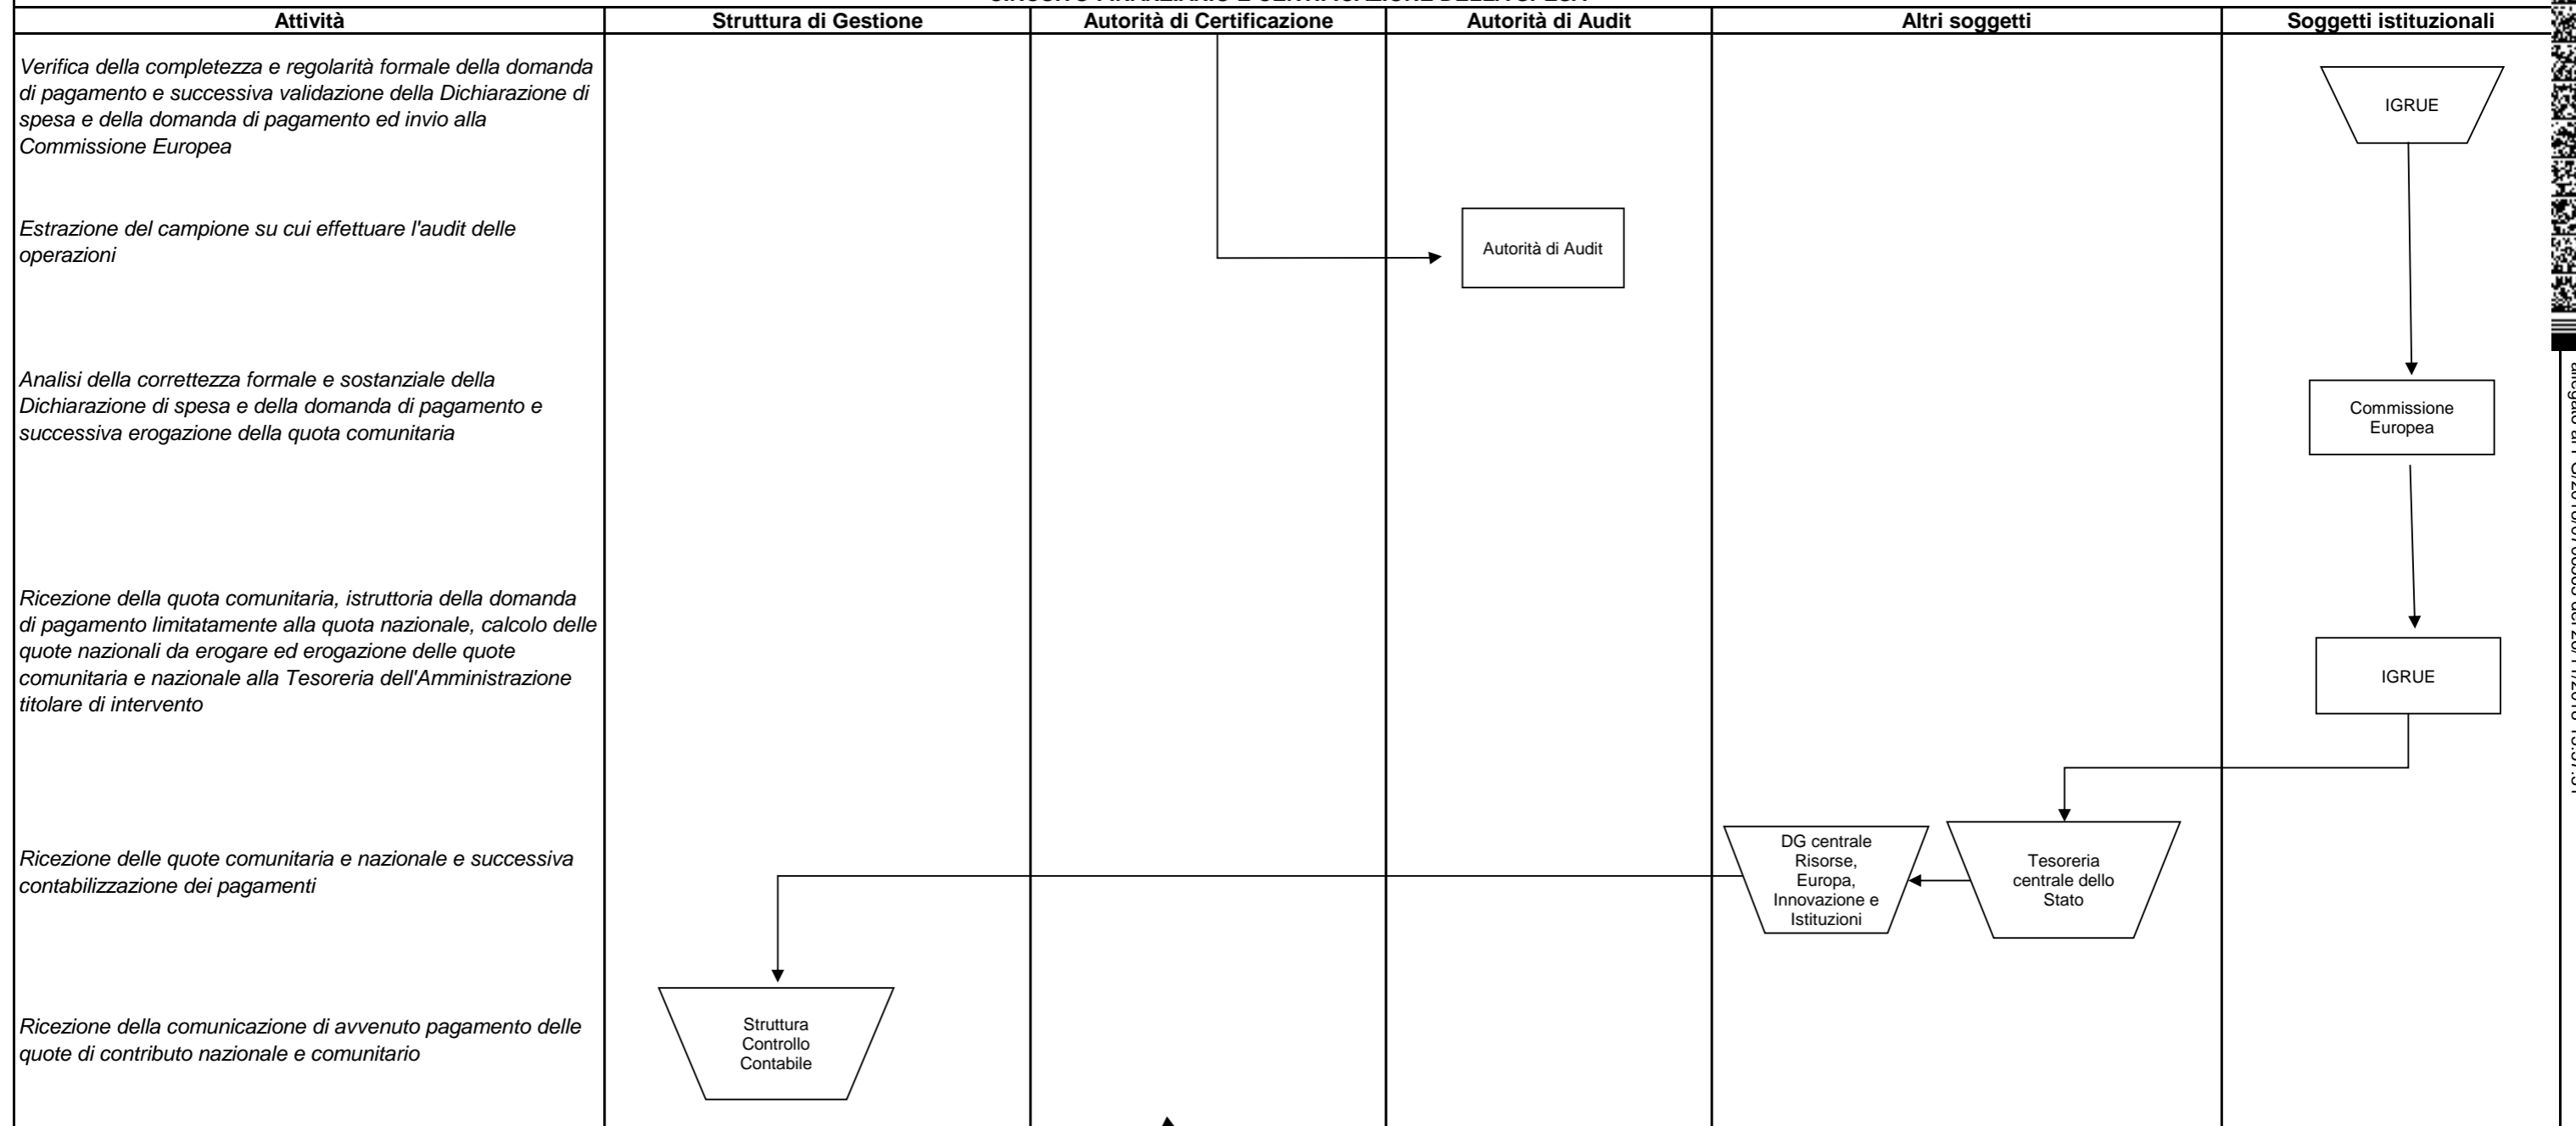 Attività
Struttura di Gestione
Autorità di Certificazione
Autorità di Audit
Altri soggetti
Soggetti istituzionali
Verifica della completezza e regolarità formale della domanda
di pagamento e successiva validazione della Dichiarazione di
spesa e della domanda di pagamento ed invio alla
Commissione Europea
IGRUE
Estrazione del campione su cui effettuare l'audit delle
operazioni
Autorità di Audit
Analisi della correttezza formale e sostanziale della
Dichiarazione di spesa e della domanda di pagamento e
successiva erogazione della quota comunitaria
Commissione
Europea
Ricezione della quota comunitaria, istruttoria della domanda
di pagamento limitatamente alla quota nazionale, calcolo delle
quote nazionali da erogare ed erogazione delle quote
comunitaria e nazionale alla Tesoreria dell'Amministrazione
titolare di intervento
IGRUE
Ricezione delle quote comunitaria e nazionale e successiva
contabilizzazione dei pagamenti
DG centrale
Risorse,
Europa,
Innovazione e
Istituzioni
Tesoreria
centrale dello
Stato
Ricezione della comunicazione di avvenuto pagamento delle
quote di contributo nazionale e comunitario
Struttura
Controllo
Contabile